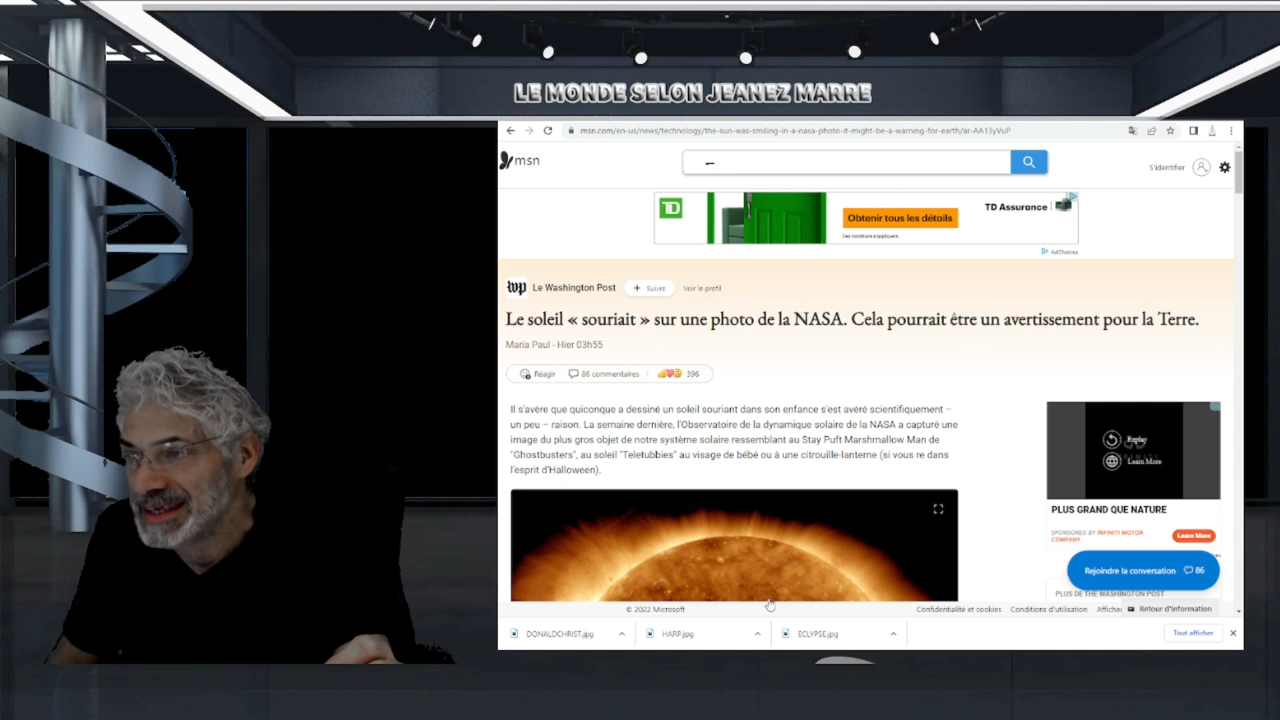 LE MONDE SELON JEANEZ MARRE
msn.com/en-us/news/technology/the-sun-was-smiling-in-a-nasa-photo-it-might-be-a-warning-for-earth/ar-AA13yVuP
msn
S'identifier
TD
Obtenir tous les détails
TD Assurance
Des conditions s'appliquent.
AdChoices
wp Le Washington Post + Suivre Voir le profil
Le soleil « souriait » sur une photo de la NASA. Cela pourrait être un avertissement pour la Terre.
Maria Paul - Hier 03h55
Réagir 86 commentaires 396
Il s'avère que quiconque a dessiné un soleil souriant dans son enfance s'est avéré scientifiquement –
un peu – raison. La semaine dernière, l'Observatoire de la dynamique solaire de la NASA a capturé une
image du plus gros objet de notre système solaire ressemblant au Stay Puft Marshmallow Man de
"Ghostbusters", au soleil "Teletubbies" au visage de bébé ou à une citrouille-lanterne (si vous re dans
l'esprit d'Halloween).
Replay
Learn More
PLUS GRAND QUE NATURE
SPONSORED BY INFINITI MOTOR
COMPANY
Learn More
Rejoindre la conversation 86
PLUS DE THE WASHINGTON POST
© 2022 Microsoft
Confidentialité et cookies Conditions d'utilisation Affiche Retour d'information
DONALDCHRIST.jpg HARP.jpg ECLYPSE.jpg
Tout afficher